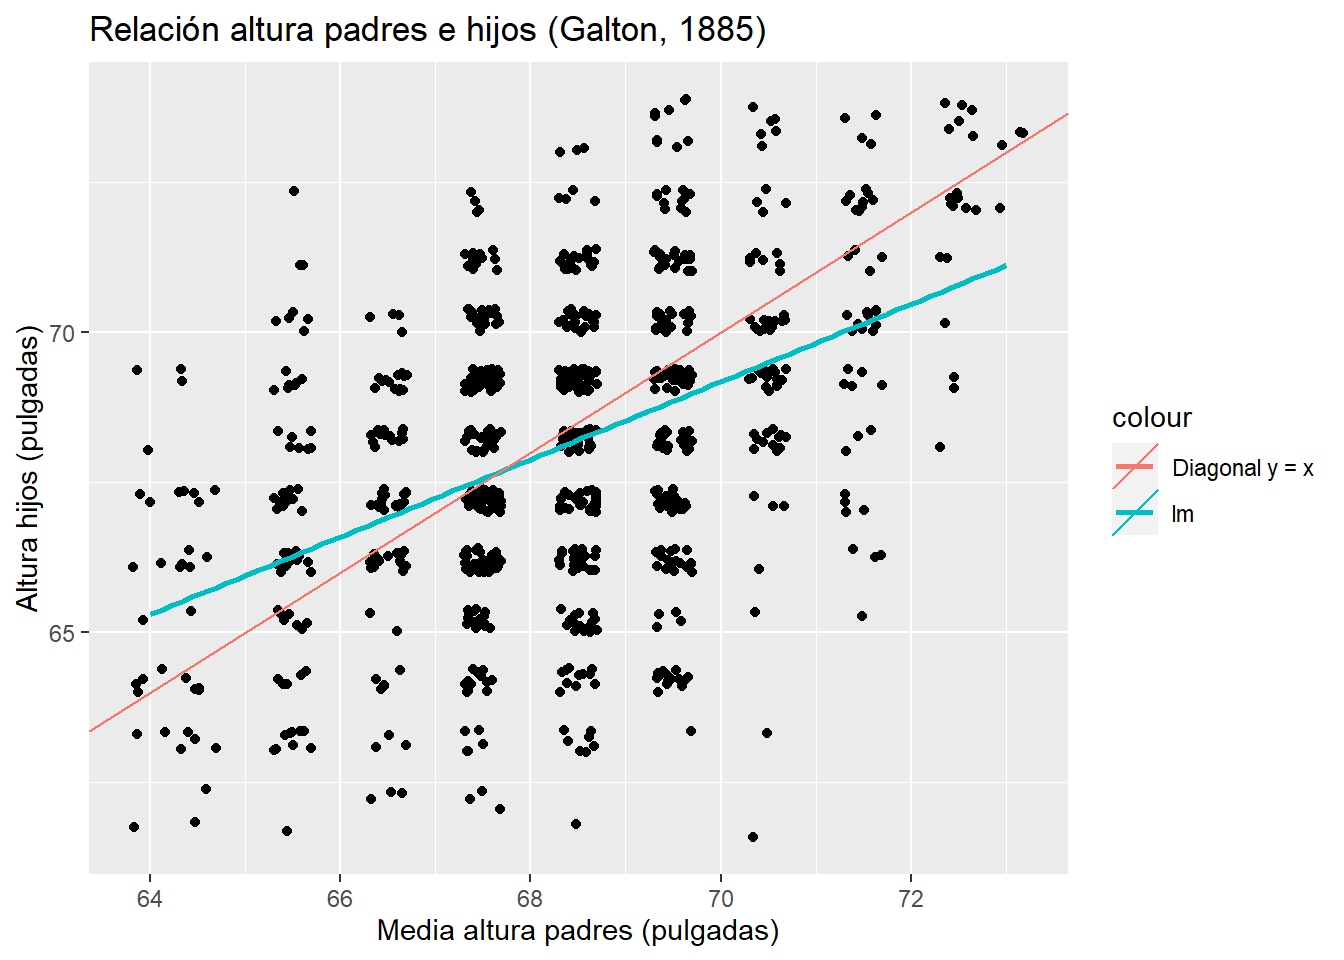 Relación altura padres e hijos (Galton, 1885)
Altura hijos (pulgadas)
70
65
64 66 68 70 72
Media altura padres (pulgadas)
colour
Diagonal y = x
lm